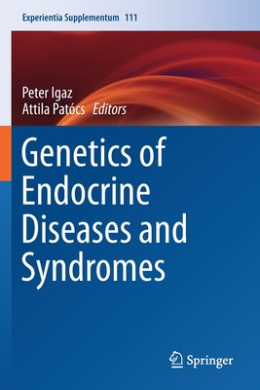 Experientia Supplementum 111
Peter Igaz
Attila Patócs Editors
Genetics of
Endocrine
Diseases and
Syndromes
Springer